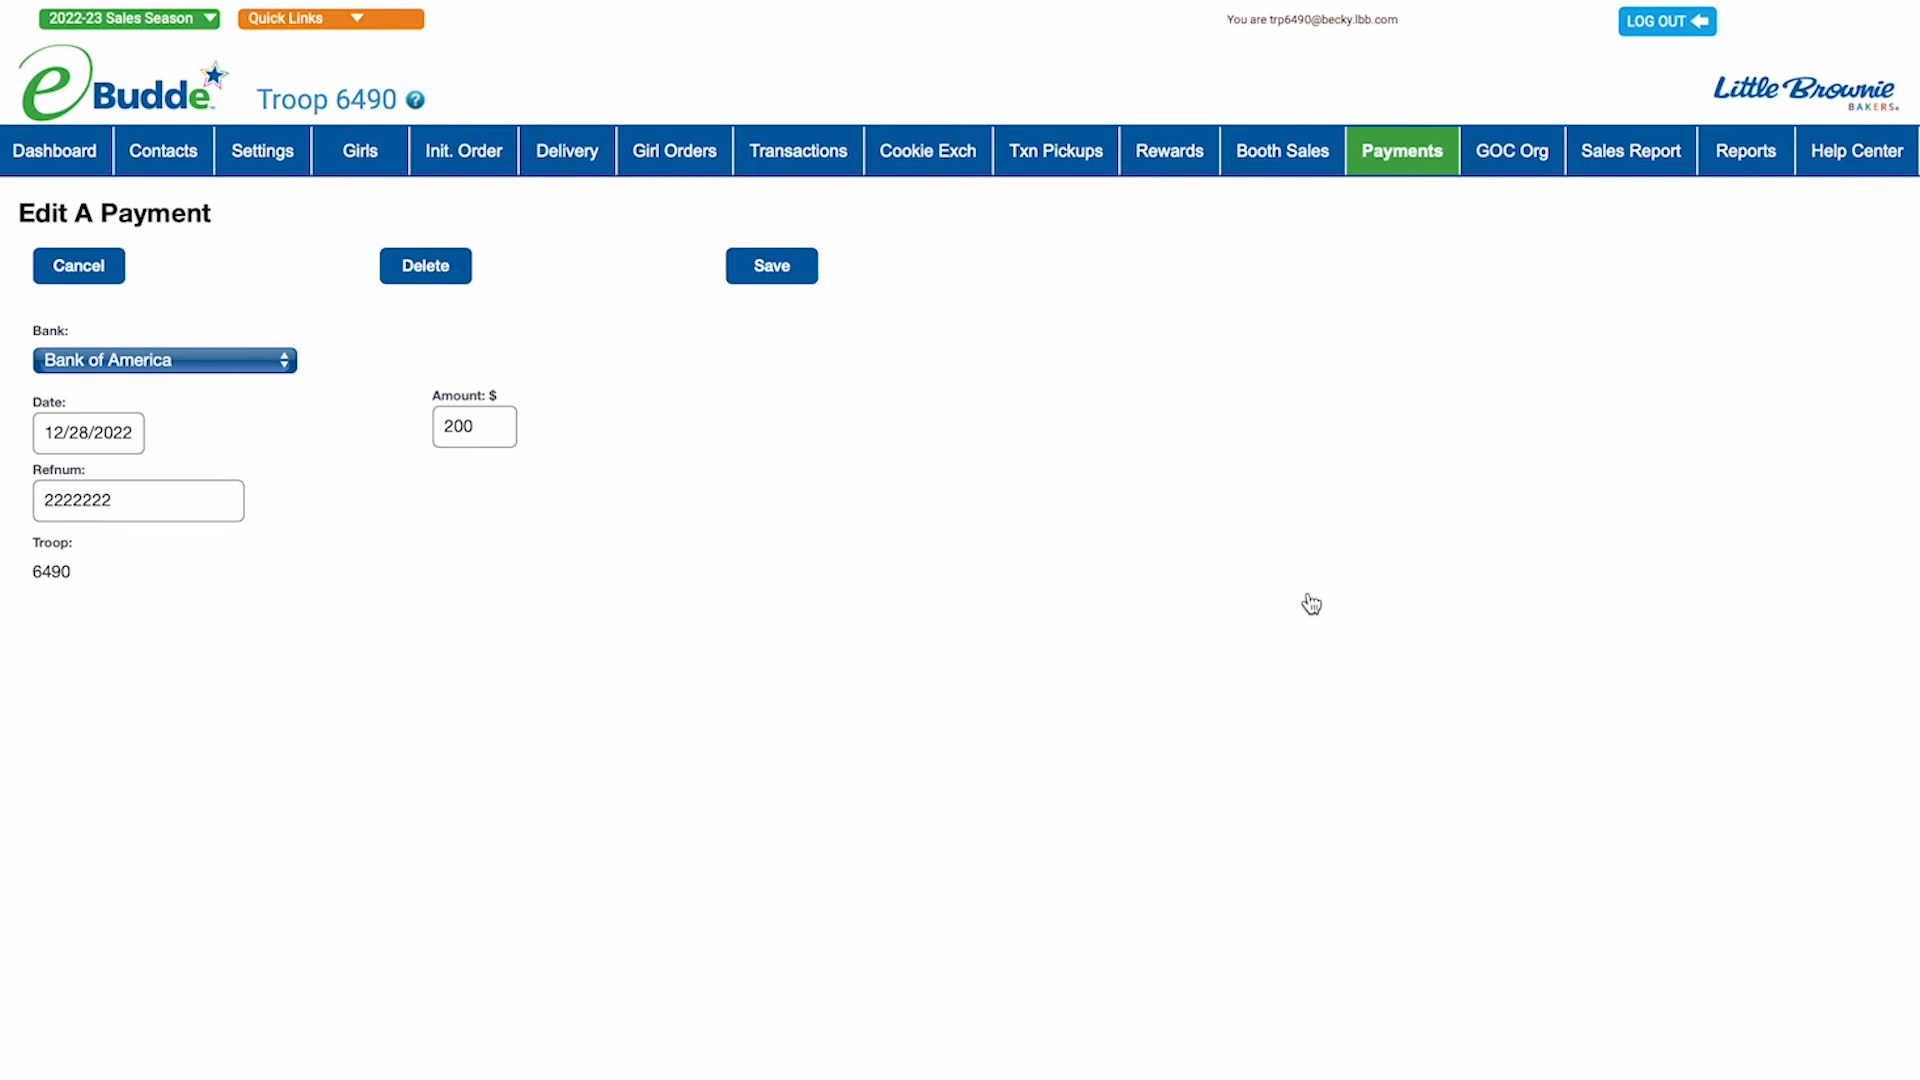 2022-23 Sales Season
Quick Links
You are trp6490@becky.lbb.com
LOG OUT
eBudde™
Troop 6490 ?
Little Brownie
BAKERS®
Dashboard Contacts Settings Girls Init. Order Delivery Girl Orders Transactions Cookie Exch Txn Pickups Rewards Booth Sales Payments GOC Org Sales Report Reports Help Center
Edit A Payment
Cancel Delete Save
Bank:
Bank of America
Date:
12/28/2022
Amount: $
200
Refnum:
2222222
Troop:
6490